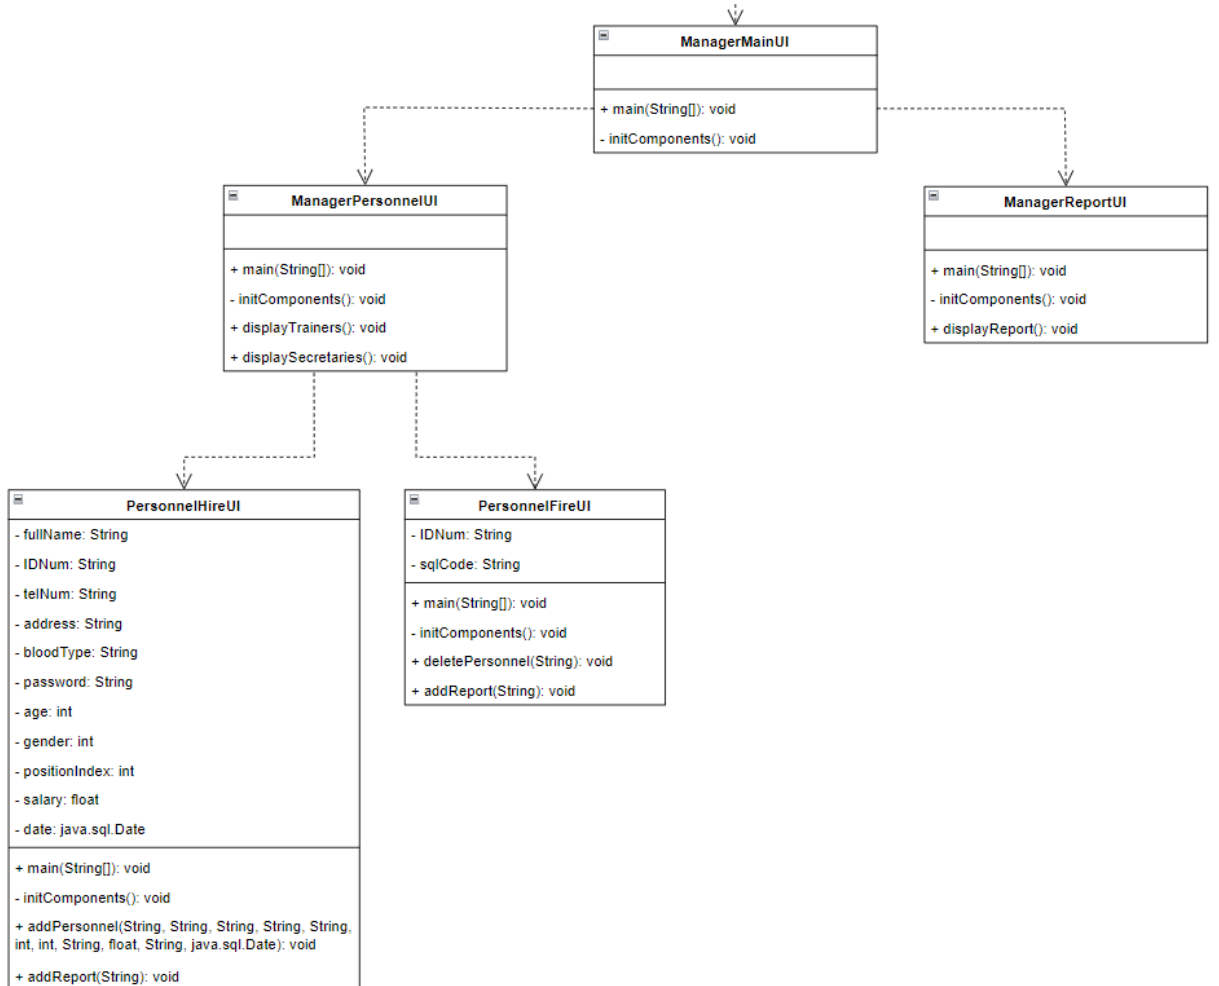 ManagerMainUI
+ main(String[]): void
- initComponents(): void
ManagerPersonnelUI
+ main(String[]): void
- initComponents(): void
+ displayTrainers(): void
+ displaySecretaries(): void
ManagerReportUI
+ main(String[]): void
- initComponents(): void
+ displayReport(): void
PersonnelHireUI
- fullName: String
- IDNum: String
- telNum: String
- address: String
- bloodType: String
- password: String
- age: int
- gender: int
- positionIndex: int
- salary: float
- date: java.sql.Date
+ main(String[]): void
- initComponents(): void
+ addPersonnel(String, String, String, String, String,
int, int, String, float, String, java.sql.Date): void
+ addReport(String): void
PersonnelFireUI
- IDNum: String
- sqlCode: String
+ main(String[]): void
- initComponents(): void
+ deletePersonnel(String): void
+ addReport(String): void